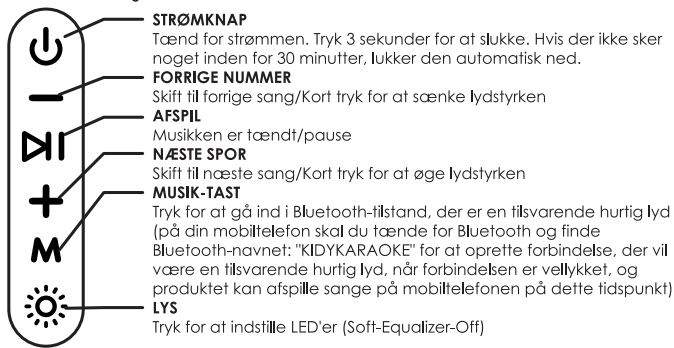 STRØMKNAP
Tænd for strømmen. Tryk 3 sekunder for at slukke. Hvis der ikke sker
noget inden for 30 minutter, lukker den automatisk ned.
FORRIGE NUMMER
Skift til forrige sang/Kort tryk for at sænke lydstyrken
AFSPIL
Musikken er tændt/pause
NÆSTE SPOR
Skift til næste sang/Kort tryk for at øge lydstyrken
MUSIK-TAST
M
Tryk for at gå ind i Bluetooth-tilstand, der er en tilsvarende hurtig lyd
(på din mobiltelefon skal du tænde for Bluetooth og finde
Bluetooth-navnet: "KIDYKARAOKE" for at oprette forbindelse, der vil
være en tilsvarende hurtig lyd, når forbindelsen er vellykket, og
produktet kan afspille sange på mobiltelefonen på dette tidspunkt)
LYS
Tryk for at indstille LED'er (Soft-Equalizer-Off)